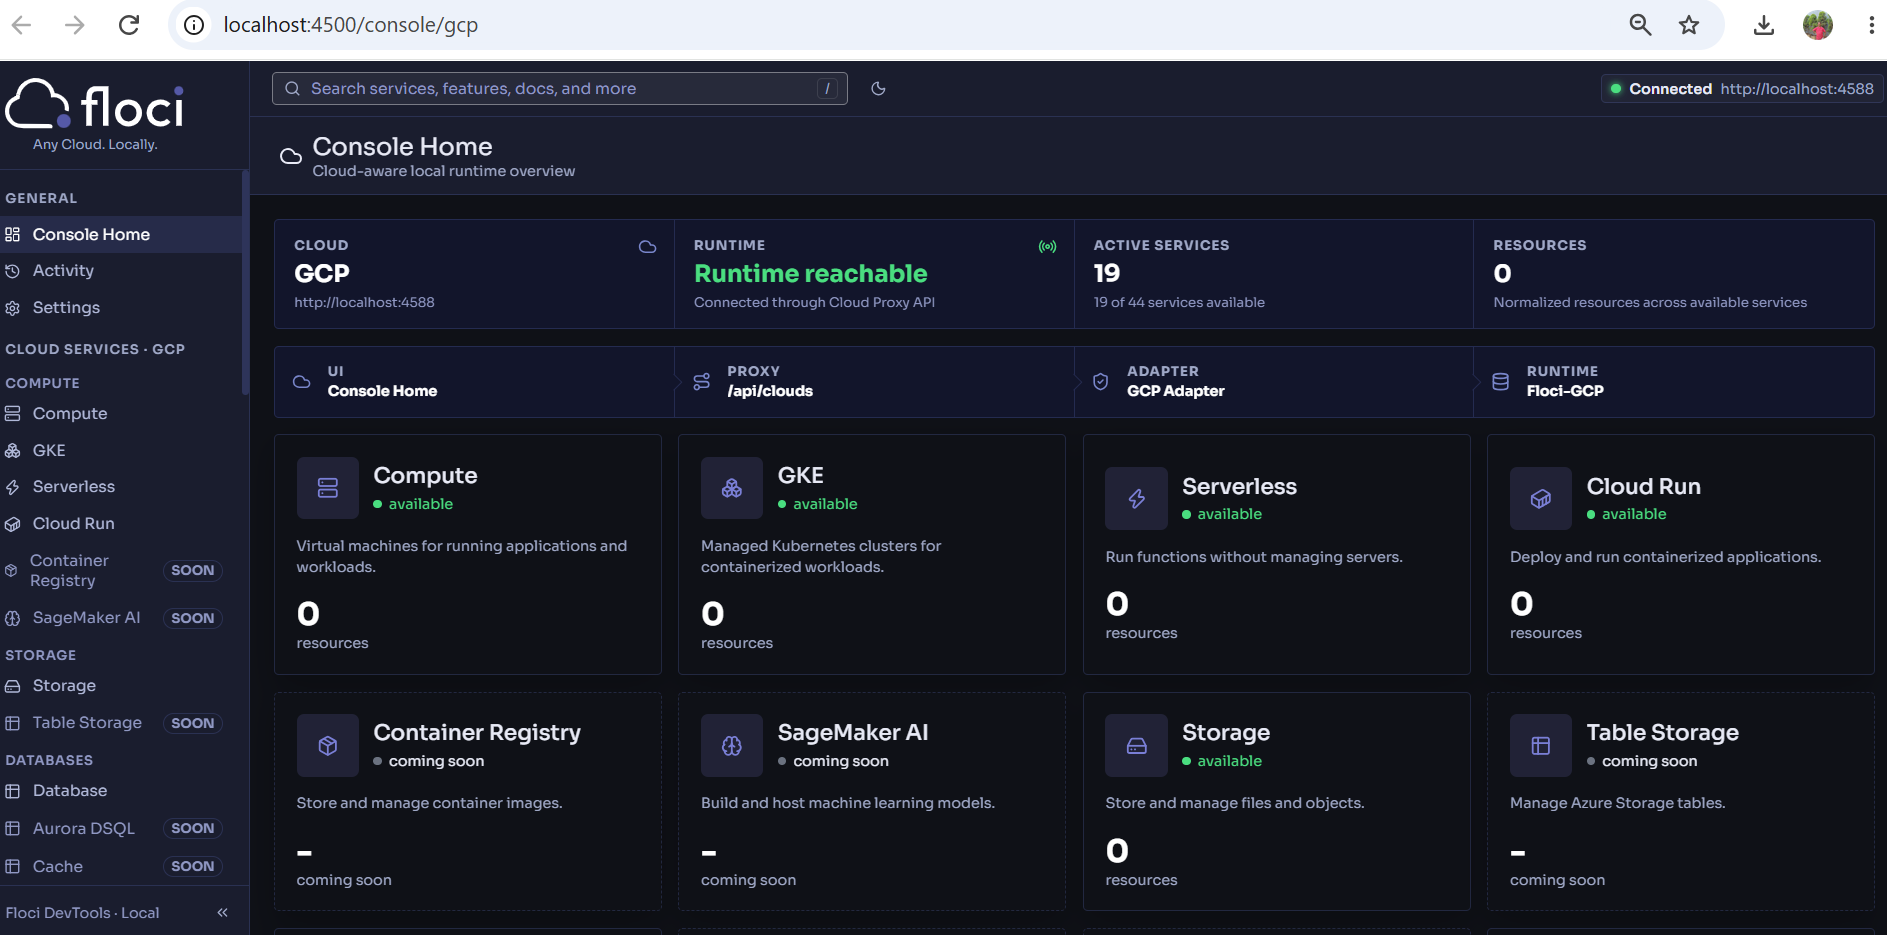 localhost:4500/console/gcp
floci
Any Cloud. Locally.
Search services, features, docs, and more
/
Connected http://localhost:4588
Console Home
Cloud-aware local runtime overview
GENERAL
Console Home
Activity
Settings
CLOUD SERVICES · GCP
COMPUTE
Compute
GKE
Serverless
Cloud Run
Container
Registry
SOON
SageMaker AI SOON
STORAGE
Storage
Table Storage SOON
DATABASES
Database
Aurora DSQL SOON
Cache SOON
Floci DevTools · Local
CLOUD
GCP
http://localhost:4588
RUNTIME
Runtime reachable
Connected through Cloud Proxy API
ACTIVE SERVICES
19
19 of 44 services available
RESOURCES
0
Normalized resources across available services
UI
Console Home
PROXY
/api/clouds
ADAPTER
GCP Adapter
RUNTIME
Floci-GCP
Compute
available
Virtual machines for running applications and
workloads.
0
resources
GKE
available
Managed Kubernetes clusters for
containerized workloads.
0
resources
Serverless
available
Run functions without managing servers.
0
resources
Cloud Run
available
Deploy and run containerized applications.
0
resources
Container Registry
coming soon
Store and manage container images.
–
coming soon
SageMaker AI
coming soon
Build and host machine learning models.
–
coming soon
Storage
available
Store and manage files and objects.
0
resources
Table Storage
coming soon
Manage Azure Storage tables.
–
coming soon